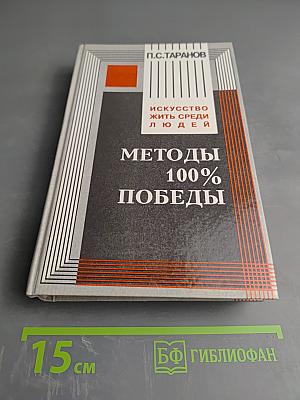 П.С.ТАРАНОВ
ИСКУССТВО
ЖИТЬ СРЕДИ
ЛЮДЕЙ
МЕТОДЫ
100%
ПОБЕДЫ
15 см
БФ ГИБЛИОФАН